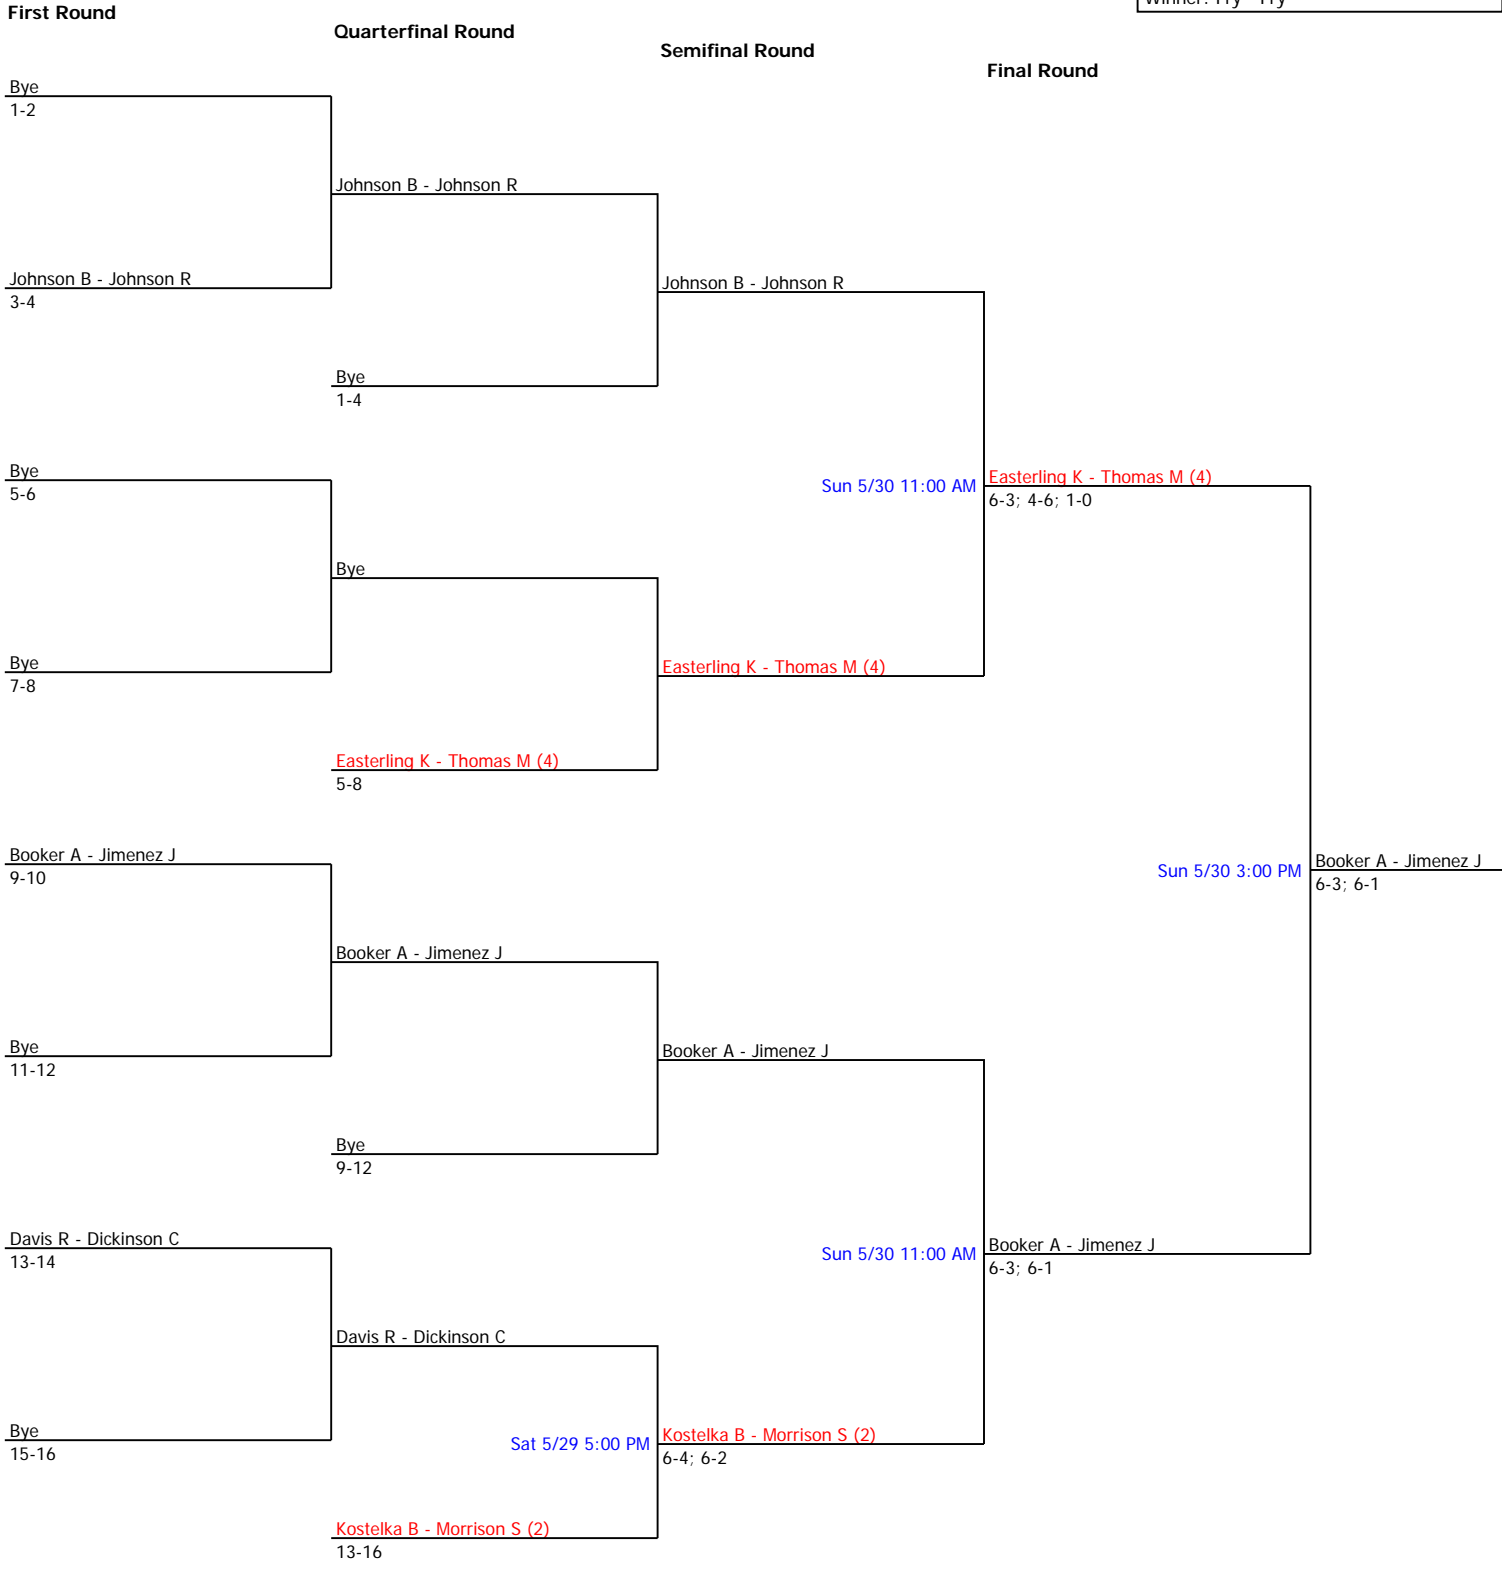 First Round
Quarterfinal Round
Semifinal Round
Final Round
Bye
1-2
Johnson B - Johnson R
Johnson B - Johnson R
3-4
Johnson B - Johnson R
Bye
1-4
Bye
5-6
Sun 5/30 11:00 AM
Easterling K - Thomas M (4)
6-3; 4-6; 1-0
Bye
Bye
7-8
Easterling K - Thomas M (4)
Easterling K - Thomas M (4)
5-8
Booker A - Jimenez J
9-10
Sun 5/30 3:00 PM
Booker A - Jimenez J
6-3; 6-1
Booker A - Jimenez J
Bye
11-12
Booker A - Jimenez J
Bye
9-12
Davis R - Dickinson C
13-14
Sun 5/30 11:00 AM
Booker A - Jimenez J
6-3; 6-1
Davis R - Dickinson C
Bye
15-16
Sat 5/29 5:00 PM
Kostelka B - Morrison S (2)
6-4; 6-2
Kostelka B - Morrison S (2)
13-16